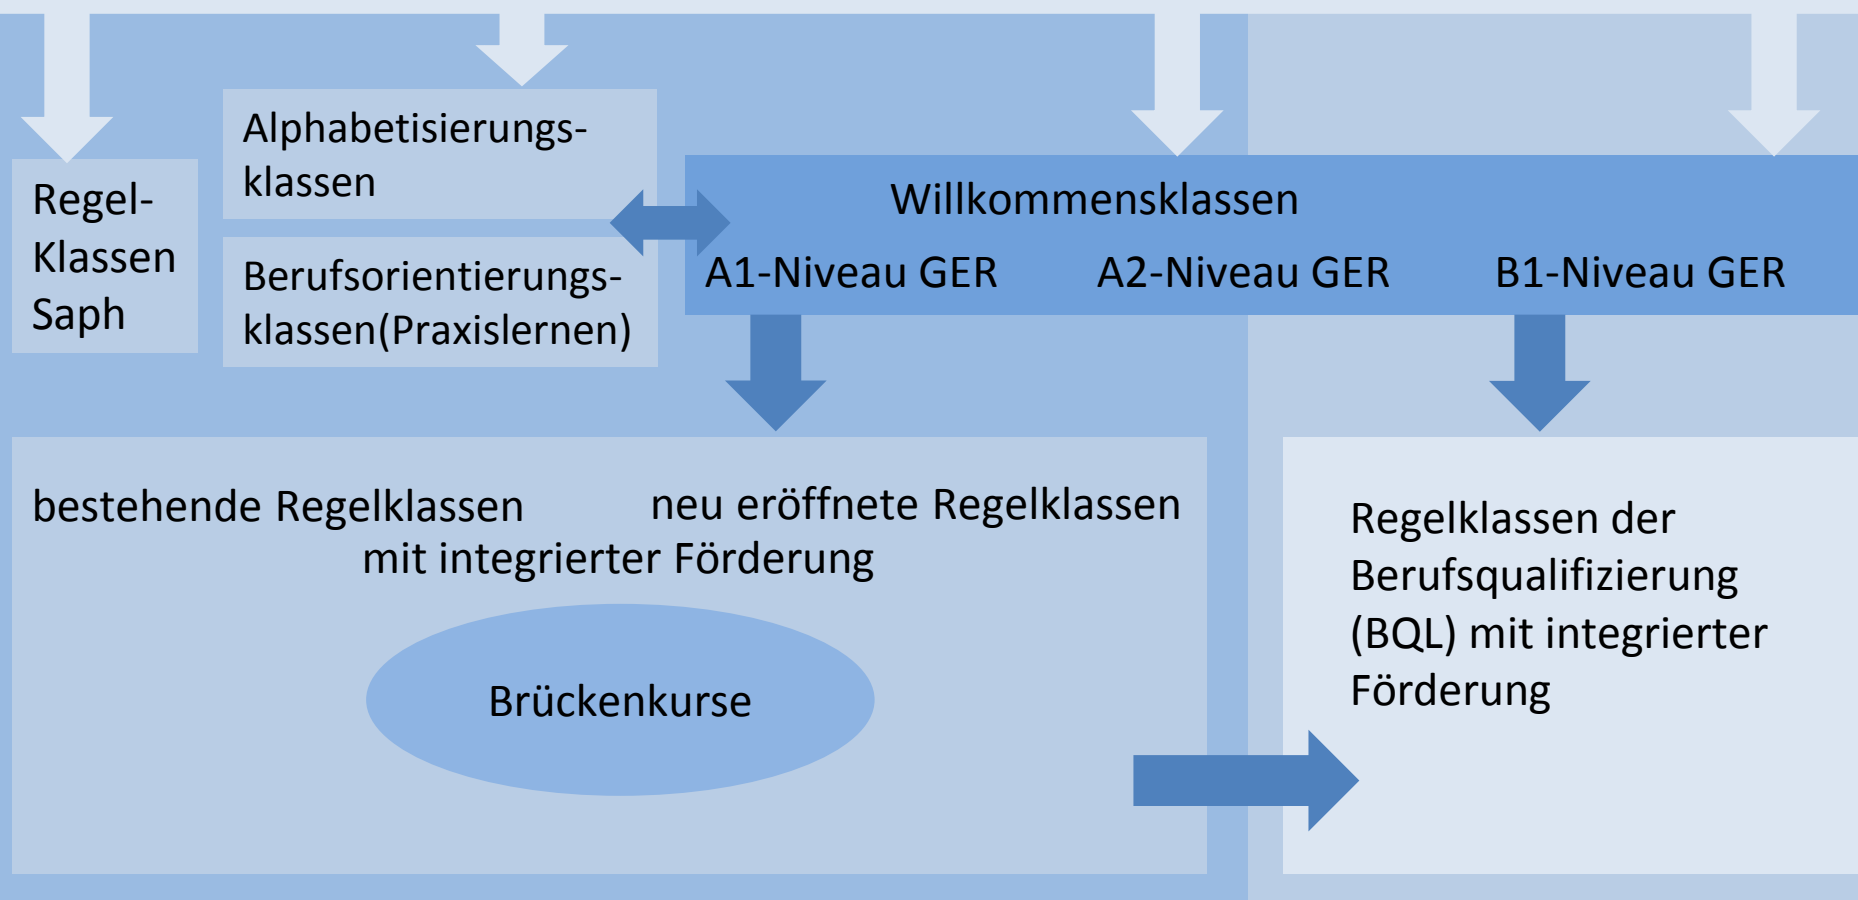 Regel-
Klassen
Saph
Alphabetisierungs-
klassen
Berufsorientierungs-
klassen(Praxislernen)
Willkommensklassen
A1-Niveau GER A2-Niveau GER B1-Niveau GER
bestehende Regelklassen neu eröffnete Regelklassen
mit integrierter Förderung
Brückenkurse
Regelklassen der
Berufsqualifizierung
(BQL) mit integrierter
Förderung